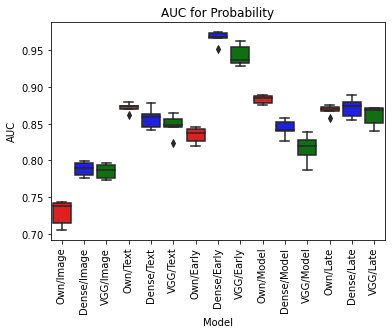 AUC for Probability
AUC
0.95
0.90
0.85
0.80
0.75
0.70
Own/Image
Dense/Image
VGG/Image
Own/Text
Dense/Text
VGG/Text
Own/Early
Dense/Early
VGG/Early
Own/Model
Dense/Model
VGG/Model
Own/Late
Dense/Late
VGG/Late
Model